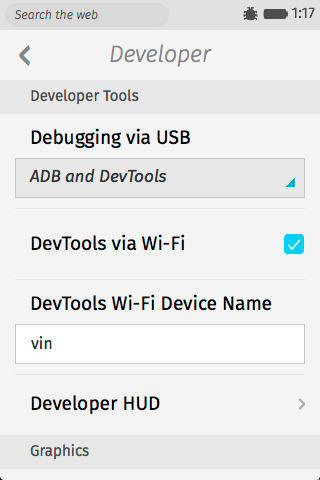 Search the web
1:17
Developer
Developer Tools
Debugging via USB
ADB and DevTools
DevTools via Wi-Fi
DevTools Wi-Fi Device Name
vin
Developer HUD
Graphics